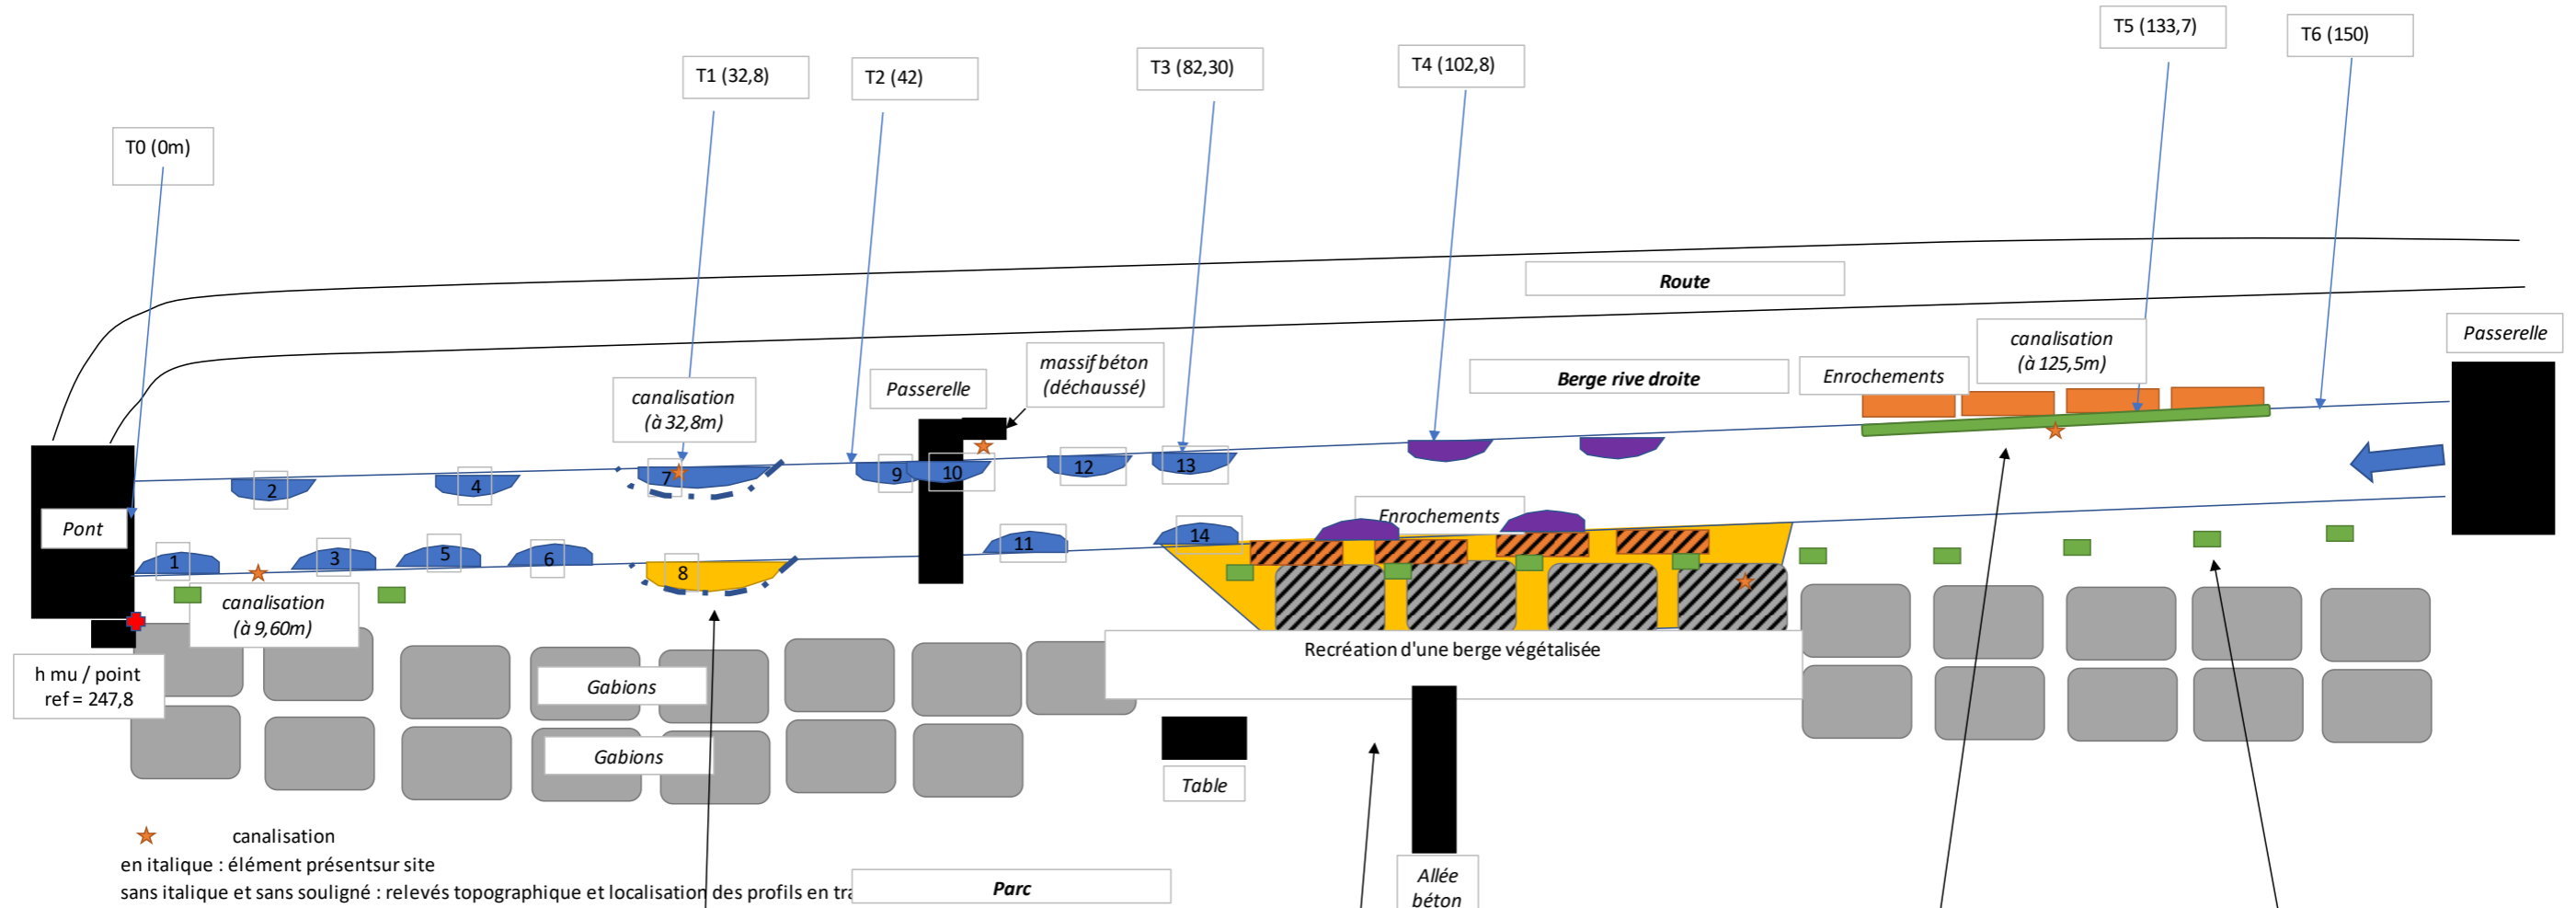 T5 (133,7)
T6 (150)
T1 (32,8)
T2 (42)
T3 (82,30)
T4 (102,8)
T0 (0m)
Route
canalisation
(à 125,5m)
Passerelle
massif béton
(déchaussé)
Passerelle
Berge rive droite
Enrochements
canalisation
(à 32,8m)
2
4
7
9
10
12
13
Pont
Enrochements
1
3
5
6
8
11
14
canalisation
(à 9,60m)
h mu / point
ref = 247,8
Gabions
Gabions
Recréation d'une berge végétalisée
Table
canalisation
en italique : élément présentsur site
sans italique et sans souligné : relevés topographique et localisation des profils en tra
Parc
Allée
béton